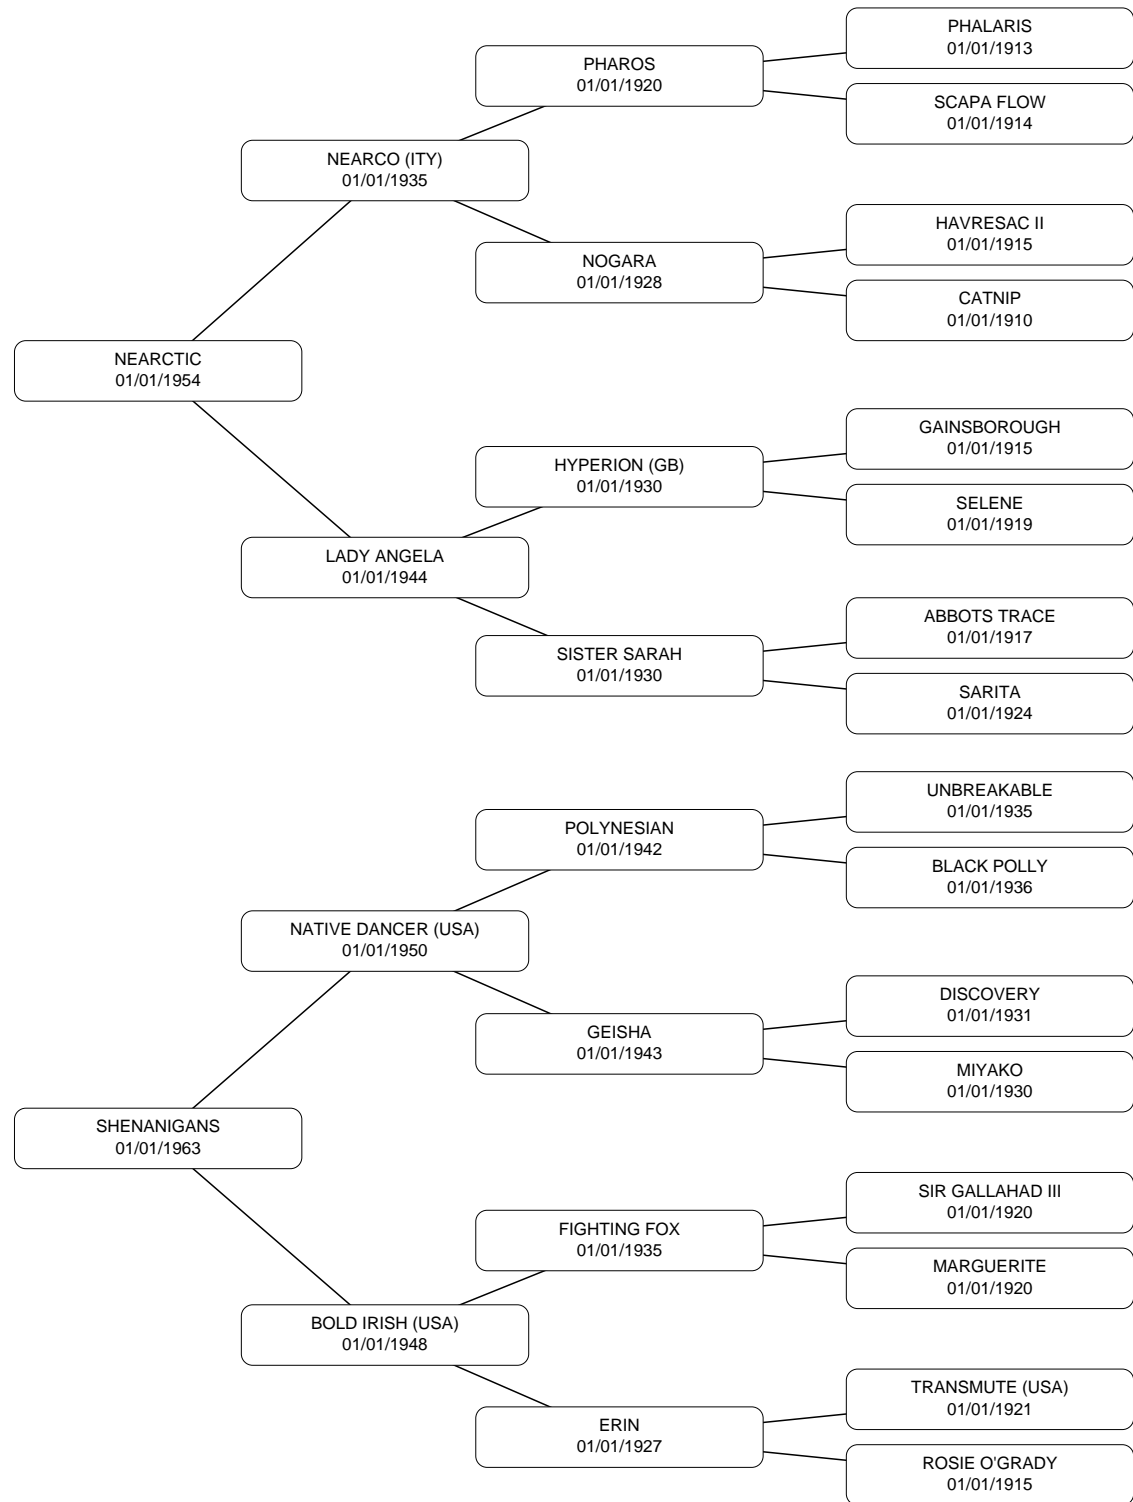 PHALARIS
01/01/1913
PHAROS
01/01/1920
SCAPA FLOW
01/01/1914
NEARCO (ITY)
01/01/1935
HAVRESAC II
01/01/1915
NOGARA
01/01/1928
CATNIP
01/01/1910
NEARCTIC
01/01/1954
GAINSBOROUGH
01/01/1915
HYPERION (GB)
01/01/1930
SELENE
01/01/1919
LADY ANGELA
01/01/1944
ABBOTS TRACE
01/01/1917
SISTER SARAH
01/01/1930
SARITA
01/01/1924
UNBREAKABLE
01/01/1935
POLYNESIAN
01/01/1942
BLACK POLLY
01/01/1936
NATIVE DANCER (USA)
01/01/1950
DISCOVERY
01/01/1931
GEISHA
01/01/1943
MIYAKO
01/01/1930
SHENANIGANS
01/01/1963
SIR GALLAHAD III
01/01/1920
FIGHTING FOX
01/01/1935
MARGUERITE
01/01/1920
BOLD IRISH (USA)
01/01/1948
TRANSMUTE (USA)
01/01/1921
ERIN
01/01/1927
ROSIE O'GRADY
01/01/1915